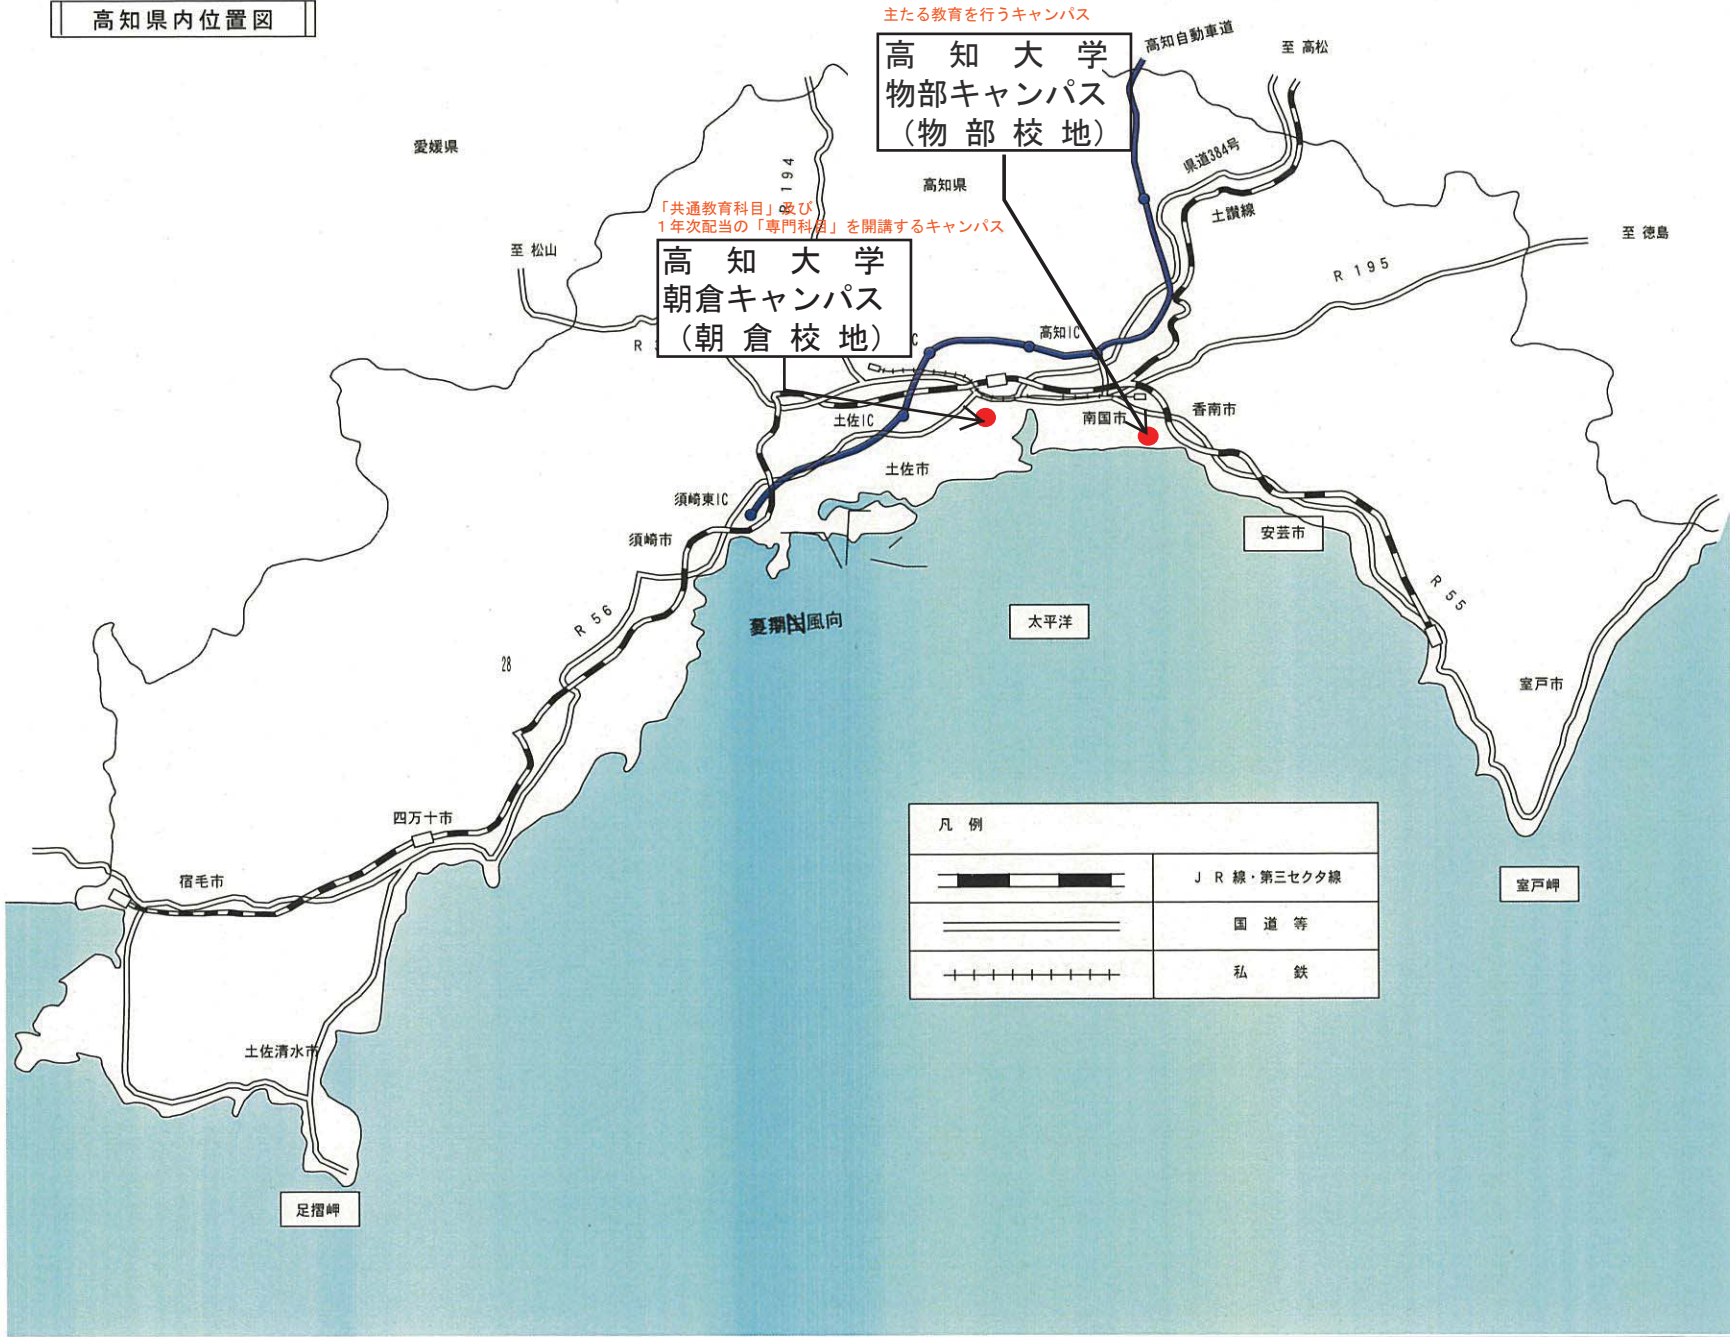 高知県内位置図
主たる教育を行うキャンパス
高知大学
物部キャンパス
（物部校地）
高知自動車道
至 高松
愛媛県
R 194
高知県
県道384号
土讃線
至 徳島
「共通教育科目」及び
１年次配当の「専門科目」を開講するキャンパス
至 松山
高知大学
朝倉キャンパス
（朝倉校地）
R 195
R
高知IC
土佐IC
南国市
香南市
土佐市
須崎東IC
須崎市
安芸市
R 56
風向
太平洋
R 55
28
室戸市
四万十市
宿毛市
凡 例
ＪＲ線・第三セクタ線
国 道 等
私 鉄
室戸岬
土佐清水市
足摺岬